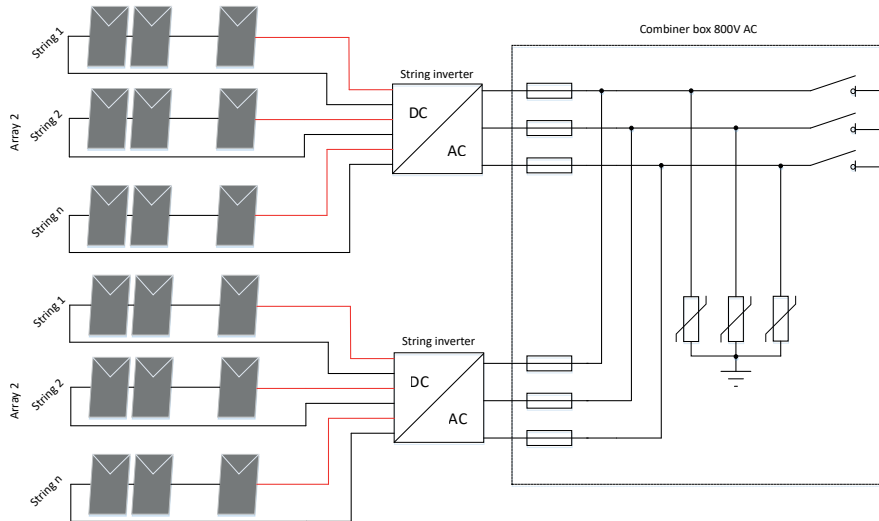 Combiner box 800V AC
String 1
String inverter
DC
String 2
Array 2
AC
String n
String 1
String inverter
DC
String 2
Array 2
AC
String n